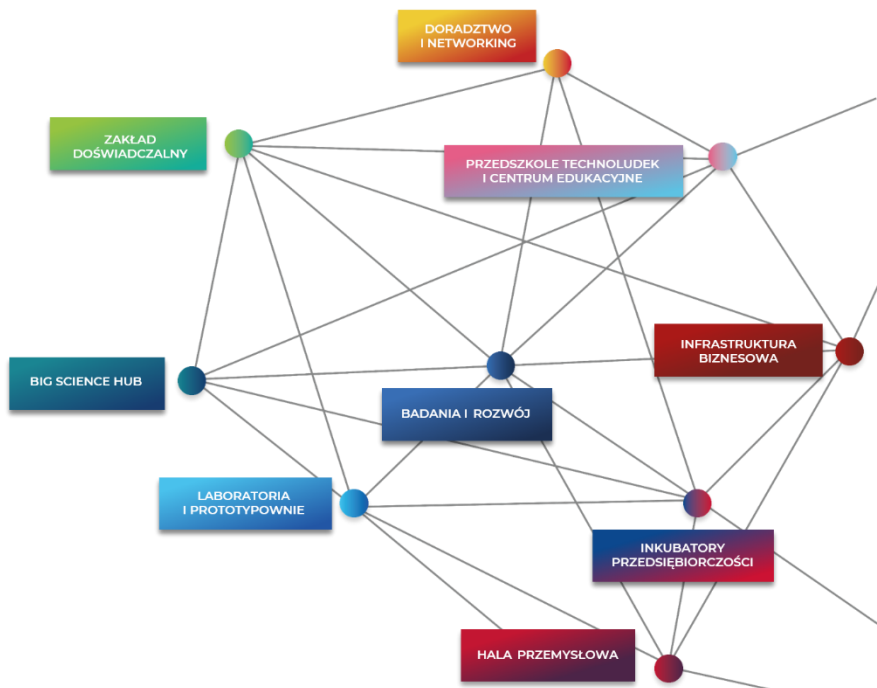 DORADZTWO
I NETWORKING
ZAKŁAD
DOŚWIADCZALNY
PRZEDSZKOLE TECHNOLUDEK
I CENTRUM EDUKACYJNE
INFRASTRUKTURA
BIZNESOWA
BIG SCIENCE HUB
BADANIA I ROZWÓJ
LABORATORIA
I PROTOTYPOWNIE
INKUBATORY
PRZEDSIĘBIORCZOŚCI
HALA PRZEMYSŁOWA